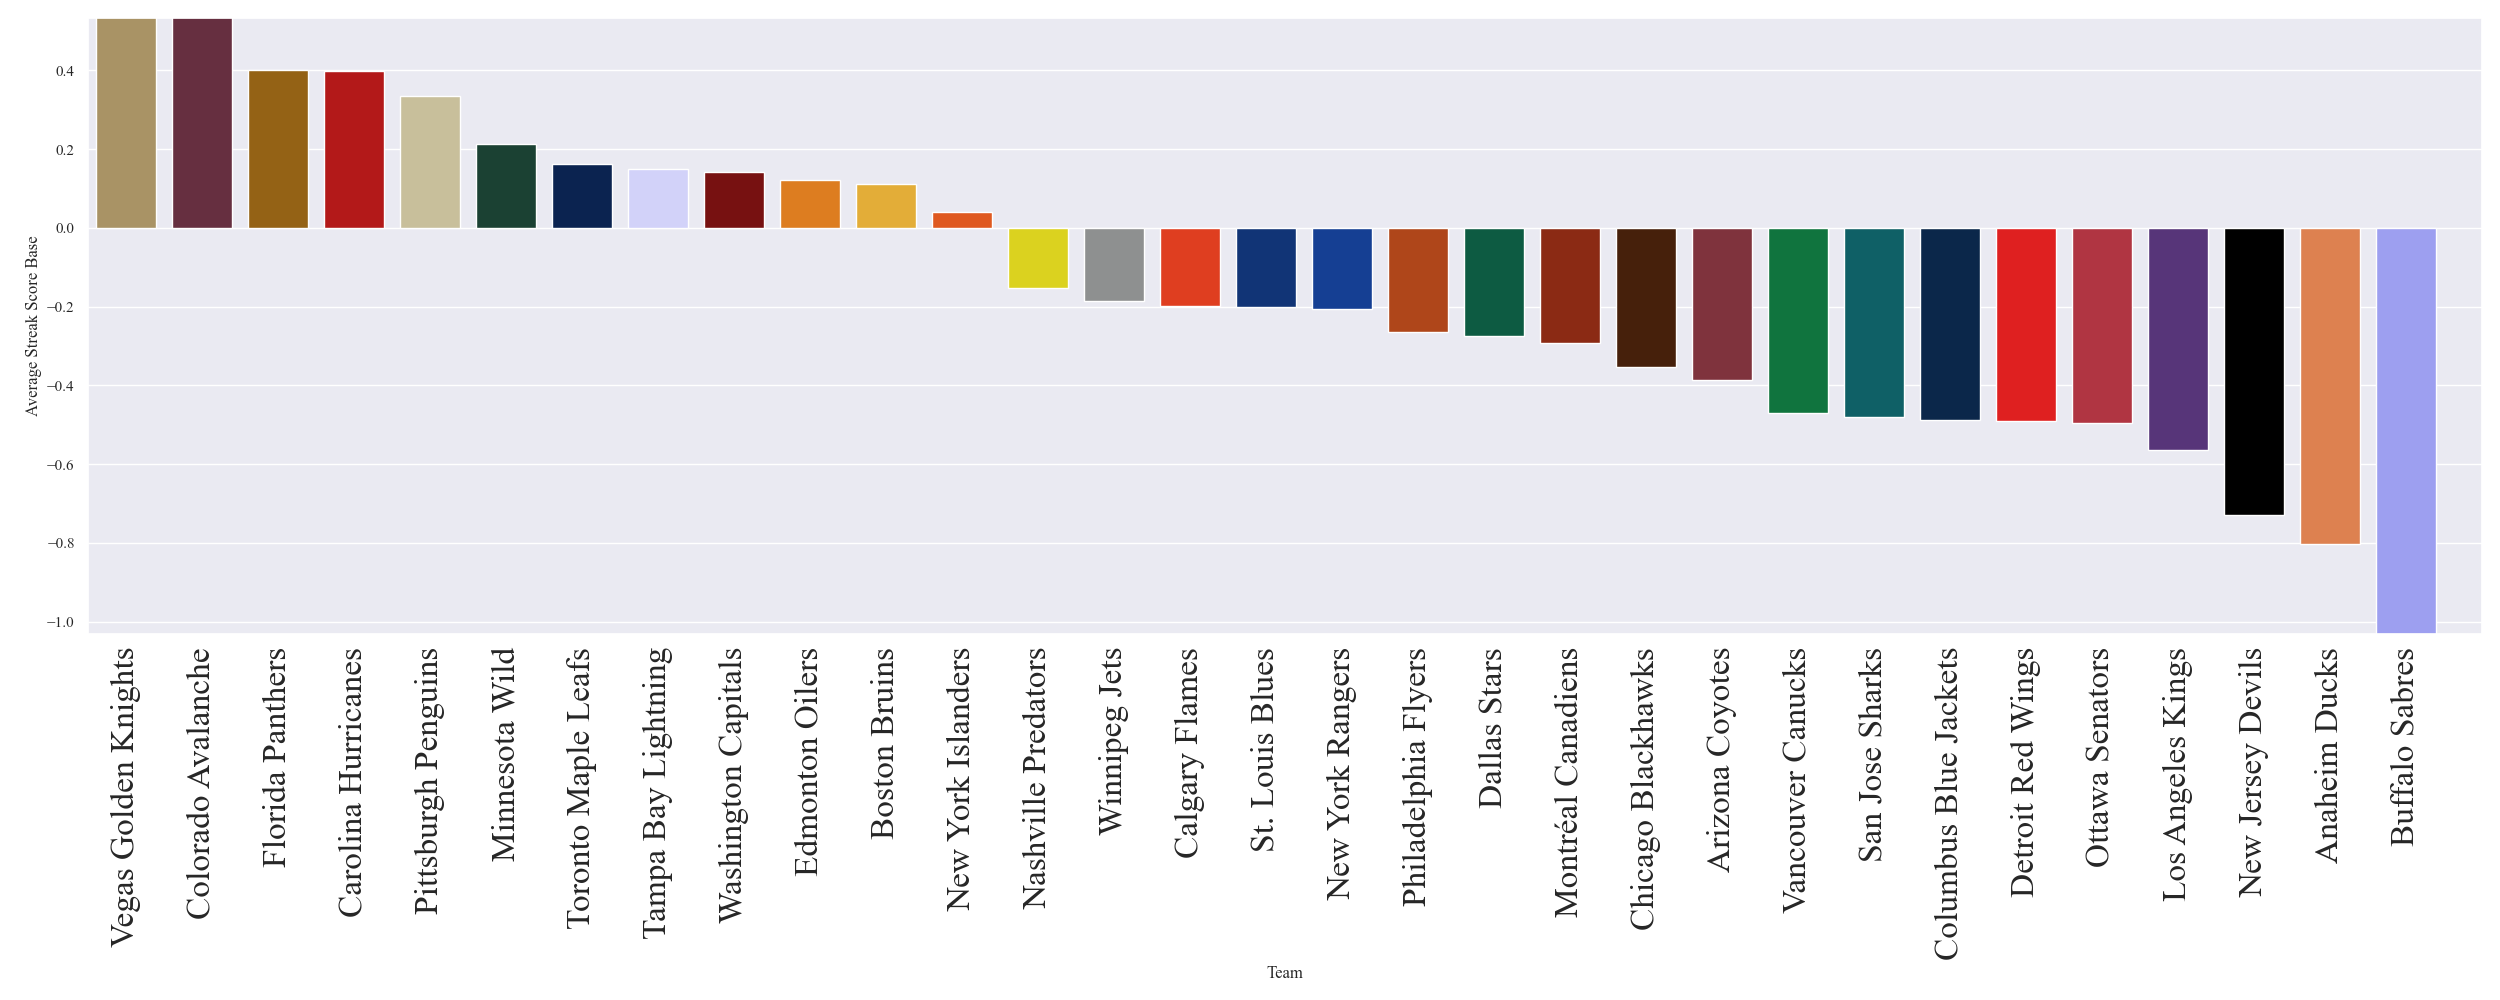 0.4
0.2
0.0
−0.2
−0.4
−0.6
−0.8
−1.0
Average Streak Score Base
Vegas Golden Knights
Colorado Avalanche
Florida Panthers
Carolina Hurricanes
Pittsburgh Penguins
Minnesota Wild
Toronto Maple Leafs
Tampa Bay Lightning
Washington Capitals
Edmonton Oilers
Boston Bruins
New York Islanders
Nashville Predators
Winnipeg Jets
Calgary Flames
St. Louis Blues
New York Rangers
Philadelphia Flyers
Dallas Stars
Montréal Canadiens
Chicago Blackhawks
Arizona Coyotes
Vancouver Canucks
San Jose Sharks
Columbus Blue Jackets
Detroit Red Wings
Ottawa Senators
Los Angeles Kings
New Jersey Devils
Anaheim Ducks
Buffalo Sabres
Team